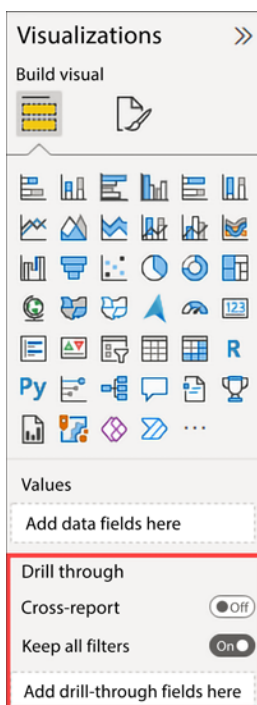 Visualizations
Build visual
123
R
Py
Values
Add data fields here
Drill through
Cross-report Off
Keep all filters On
Add drill-through fields here